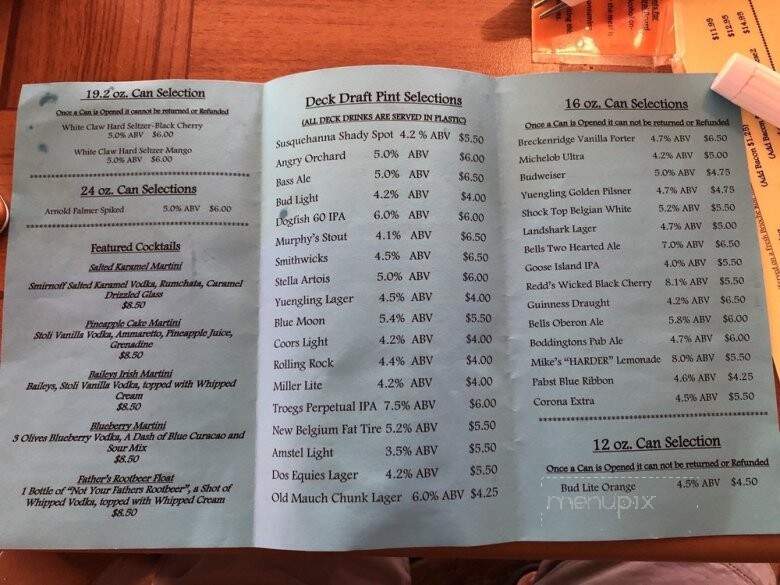 19.2 oz. Can Selection
Once a Can is Opened it cannot be returned or Refunded
White Claw Hard Seltzer-Black Cherry
5.0% ABV $6.00
White Claw Hard Seltzer Mango
5.0% ABV $6.00
24 oz. Can Selections
Arnold Palmer Spiked 5.0% ABV $6.00
Featured Cocktails
Salted Karamel Martini
Smirnoff Salted Karamel Vodka, Rumchata, Caramel
Drizzled Glass
$8.50
Pineapple Cake Martini
Stoli Vanilla Vodka, Ammaretto, Pineapple Juice,
Grenadine
$8.50
Baileys Irish Martini
Baileys, Stoli Vanilla Vodka, topped with Whipped
Cream
$8.50
Blueberry Martini
3 Olives Blueberry Vodka, A Dash of Blue Curacao and
Sour Mix
$8.50
Father's Rootbeer Float
1 Bottle of "Not Your Fathers Rootbeer", a Shot of
Whipped Vodka, topped with Whipped Cream
$8.50
Deck Draft Pint Selections
(ALL DECK DRINKS ARE SERVED IN PLASTIC)
Susquehanna Shady Spot 4.2 % ABV $5.50
Angry Orchard 5.0% ABV $6.00
Bass Ale 5.0% ABV $6.50
Bud Light 4.2% ABV $4.00
Dogfish 60 IPA 6.0% ABV $6.00
Murphy's Stout 4.1% ABV $6.50
Smithwicks 4.5% ABV $6.50
Stella Artois 5.0% ABV $6.00
Yuengling Lager 4.5% ABV $4.00
Blue Moon 5.4% ABV $5.50
Coors Light 4.2% ABV $4.00
Rolling Rock 4.4% ABV $4.00
Miller Lite 4.2% ABV $4.00
Troegs Perpetual IPA 7.5% ABV $6.00
New Belgium Fat Tire 5.2% ABV $5.50
Amstel Light 3.5% ABV $5.50
Dos Equies Lager 4.2% ABV $5.50
Old Mauch Chunk Lager 6.0% ABV $4.25
16 oz. Can Selections
Once a Can is Opened it can not be returned or Refunded
Breckenridge Vanilla Porter 4.7% ABV $6.50
Michelob Ultra 4.2% ABV $5.00
Budweiser 5.0% ABV $4.75
Yuengling Golden Pilsner 4.7% ABV $4.75
Shock Top Belgian White 5.2% ABV $5.50
Landshark Lager 4.7% ABV $5.00
Bells Two Hearted Ale 7.0% ABV $6.50
Goose Island IPA 4.0% ABV $5.50
Redd's Wicked Black Cherry 8.1% ABV $5.50
Guinness Draught 4.2% ABV $6.50
Bells Oberon Ale 5.8% ABV $6.00
Boddingtons Pub Ale 4.7% ABV $6.00
Mike's "HARDER" Lemonade 8.0% ABV $5.50
Pabst Blue Ribbon 4.6% ABV $4.25
Corona Extra 4.5% ABV $5.50
12 oz. Can Selection
Once a Can is Opened it can not be returned or Refunded
Bud Lite Orange 4.5% ABV $4.50
menupix
$11.95
$12.95
$14.95
(Add Bacon $1.25)